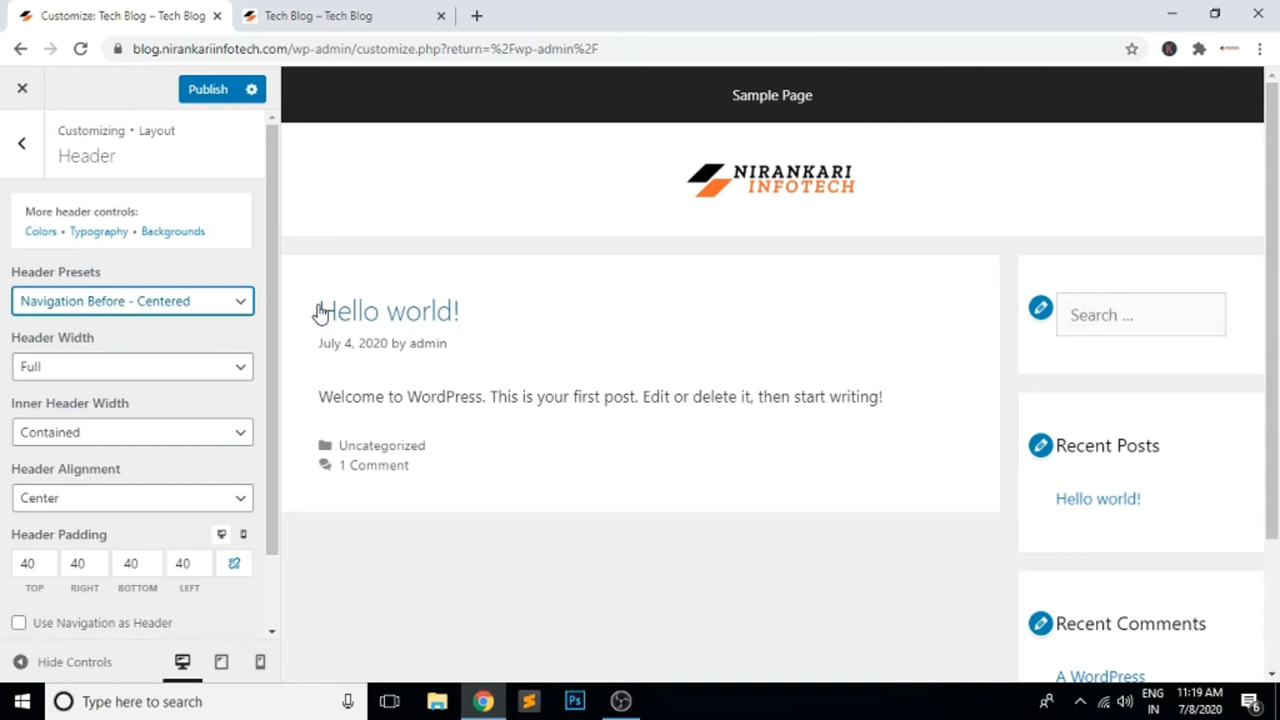 Customize: Tech Blog – Tech Blog
Tech Blog – Tech Blog
blog.nirankariinfotech.com/wp-admin/customize.php?return=%2Fwp-admin%2F
K
Publish
Customizing • Layout
Header
More header controls:
Colors • Typography • Backgrounds
Header Presets
Navigation Before - Centered
Header Width
Full
Inner Header Width
Contained
Header Alignment
Center
Header Padding
40 40 40 40
TOP RIGHT BOTTOM LEFT
Use Navigation as Header
Hide Controls
Sample Page
NIRANKARI
INFOTECH
Hello world!
July 4, 2020 by admin
Welcome to WordPress. This is your first post. Edit or delete it, then start writing!
Uncategorized
1 Comment
Search ...
Recent Posts
Hello world!
Recent Comments
A WordPress
Type here to search
Ps
ENG
IN
11:19 AM
7/8/2020
6